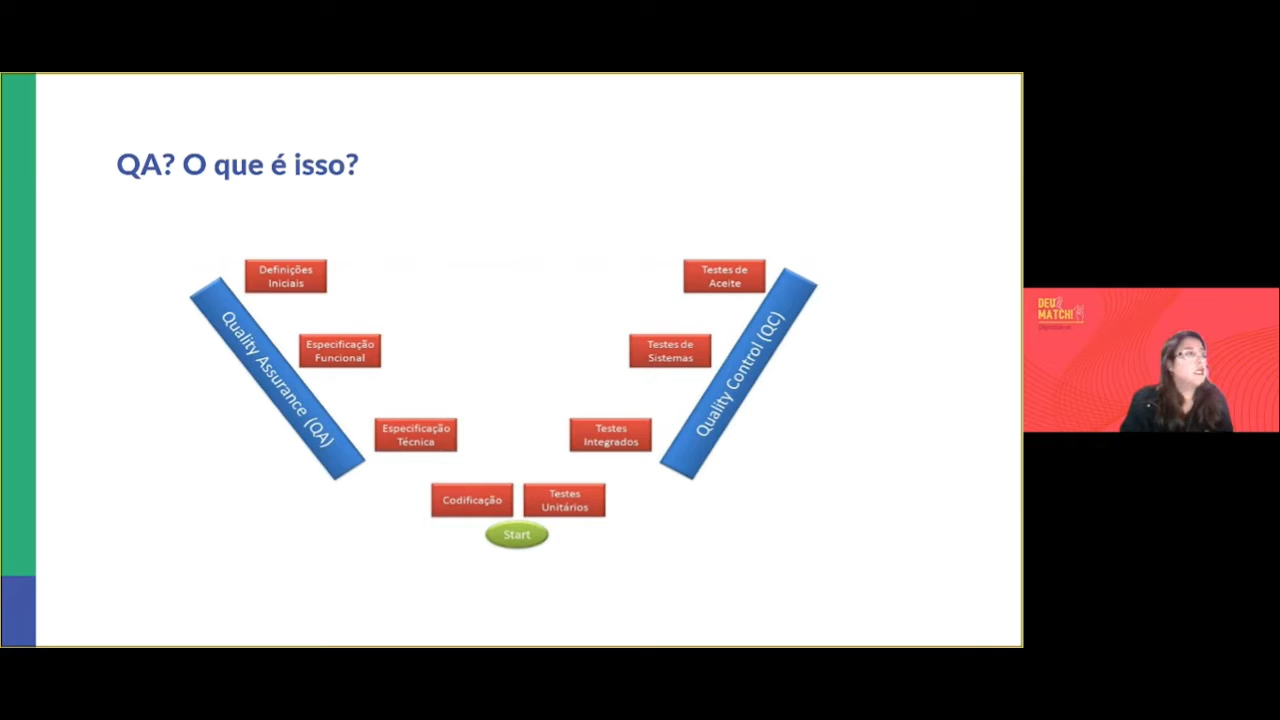 QA? O que é isso?
Definições
Iniciais
Testes de
Aceite
Quality Assurance (QA)
Quality Control (QC)
Especificação
Funcional
Testes de
Sistemas
Especificação
Técnica
Testes
Integrados
Codificação
Testes
Unitários
Start
DEU
MATCH!